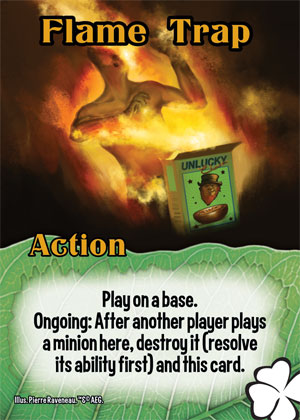 Flame Trap
UNLUCKY
Action
Play on a base.
Ongoing: After another player plays
a minion here, destroy it (resolve
its ability first) and this card.
Illus: Pierre Raveneau. ™© AEG.